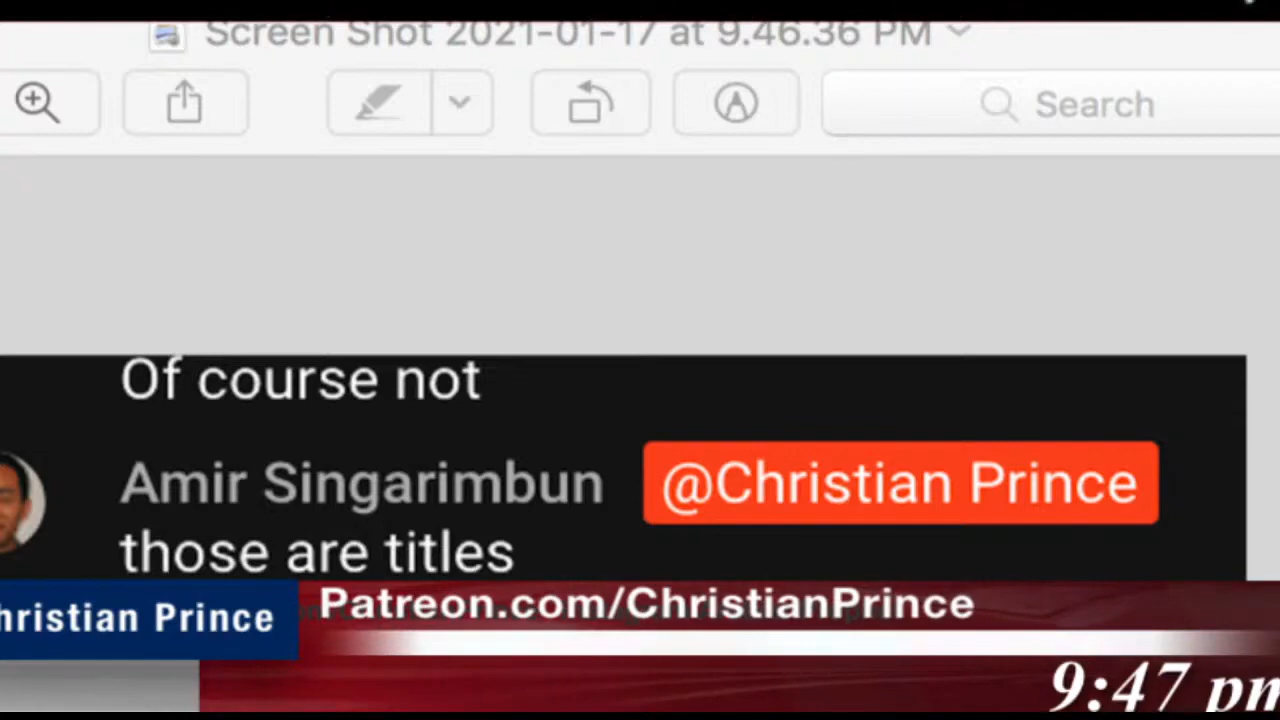 Screen Shot 2021-01-17 at 9.46.36 PM
Search
Of course not
Amir Singarimbun @Christian Prince
those are titles
hristian Prince
Patreon.com/ChristianPrince
9:47 pm